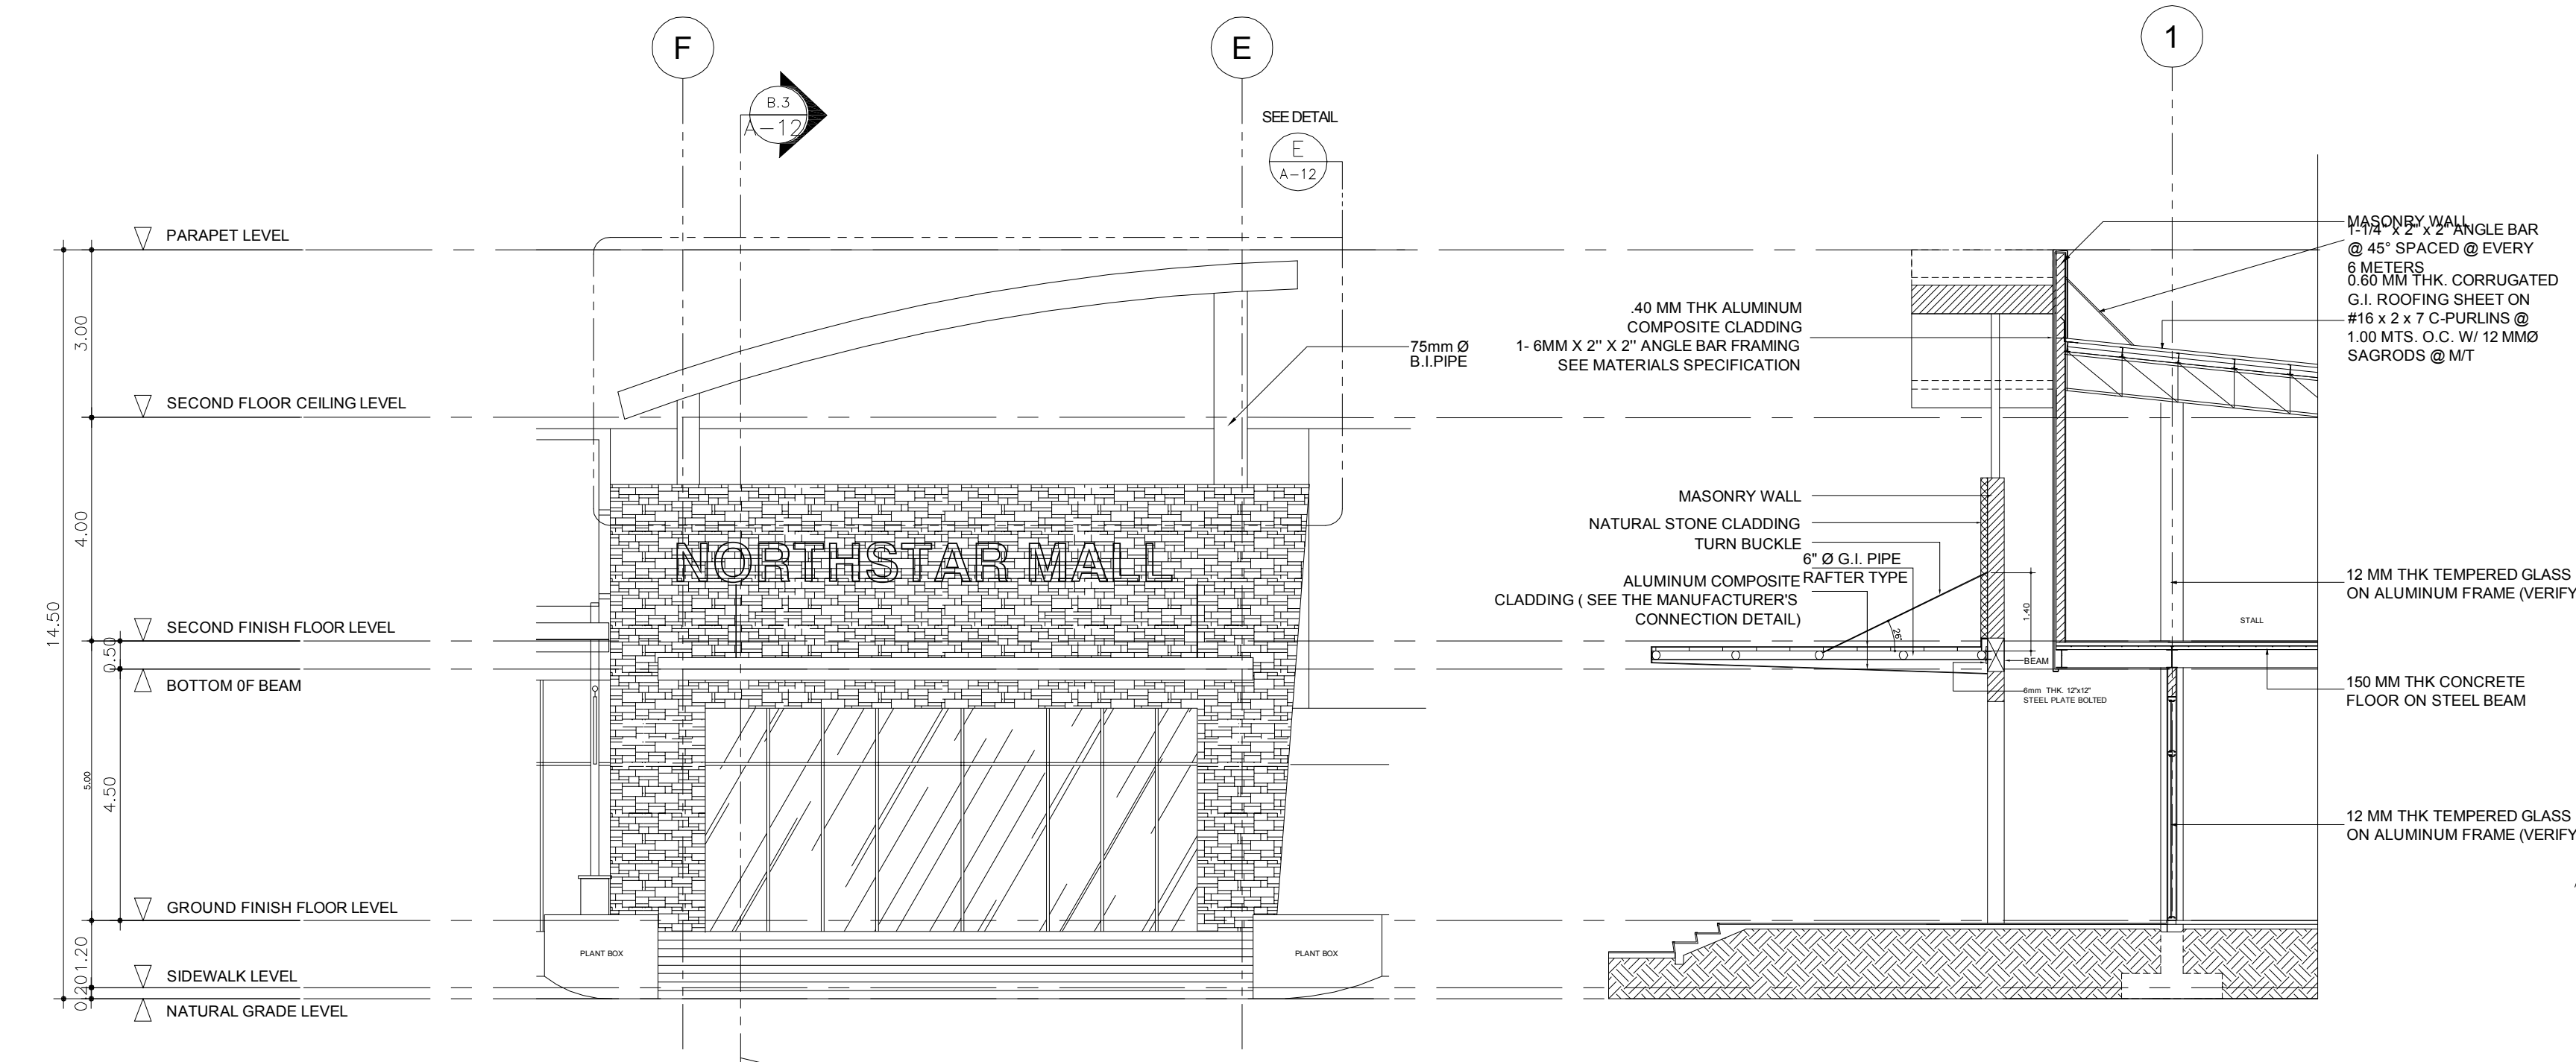 F
E
1
B.3
A-12
SEE DETAIL
E
A-12
PARAPET LEVEL
SECOND FLOOR CEILING LEVEL
SECOND FINISH FLOOR LEVEL
BOTTOM 0F BEAM
GROUND FINISH FLOOR LEVEL
SIDEWALK LEVEL
NATURAL GRADE LEVEL
14.50
3.00
4.00
0.50
5.00
4.50
1.20
0.20
NORTHSTAR MALL
PLANT BOX
PLANT BOX
75mm Ø
B.I.PIPE
.40 MM THK ALUMINUM
COMPOSITE CLADDING
1- 6MM X 2'' X 2'' ANGLE BAR FRAMING
SEE MATERIALS SPECIFICATION
MASONRY WALL
NATURAL STONE CLADDING
TURN BUCKLE
6" Ø G.I. PIPE
RAFTER TYPE
ALUMINUM COMPOSITE
CLADDING ( SEE THE MANUFACTURER'S
CONNECTION DETAIL)
26°
1.40
BEAM
6mm THK. 12"x12"
STEEL PLATE BOLTED
STALL
MASONRY WALL
1-1/4" x 2" x 2" ANGLE BAR
@ 45° SPACED @ EVERY
6 METERS
0.60 MM THK. CORRUGATED
G.I. ROOFING SHEET ON
#16 x 2 x 7 C-PURLINS @
1.00 MTS. O.C. W/ 12 MMØ
SAGRODS @ M/T
12 MM THK TEMPERED GLASS
ON ALUMINUM FRAME (VERIFY
150 MM THK CONCRETE
FLOOR ON STEEL BEAM
12 MM THK TEMPERED GLASS
ON ALUMINUM FRAME (VERIFY